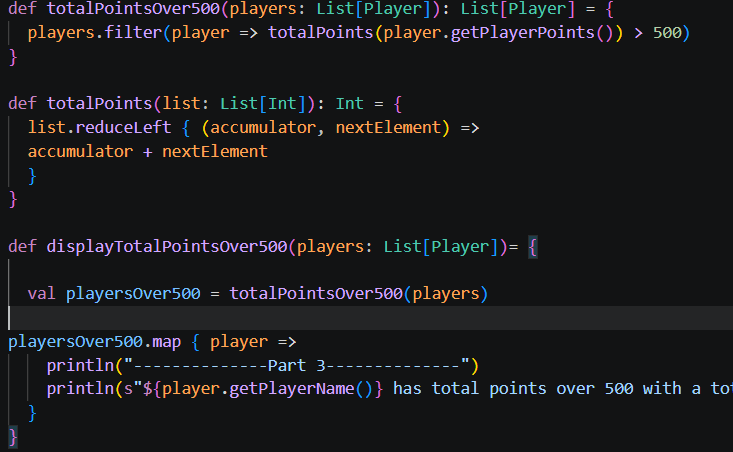 def totalPointsOver500(players: List[Player]): List[Player] = {
  players.filter(player => totalPoints(player.getPlayerPoints()) > 500)
}

def totalPoints(list: List[Int]): Int = {
  list.reduceLeft { (accumulator, nextElement) =>
  accumulator + nextElement
  }
}

def displayTotalPointsOver500(players: List[Player])= {

  val playersOver500 = totalPointsOver500(players)

playersOver500.map { player =>
    println("--------------Part 3--------------")
    println(s"${player.getPlayerName()} has total points over 500 with a
  }
}